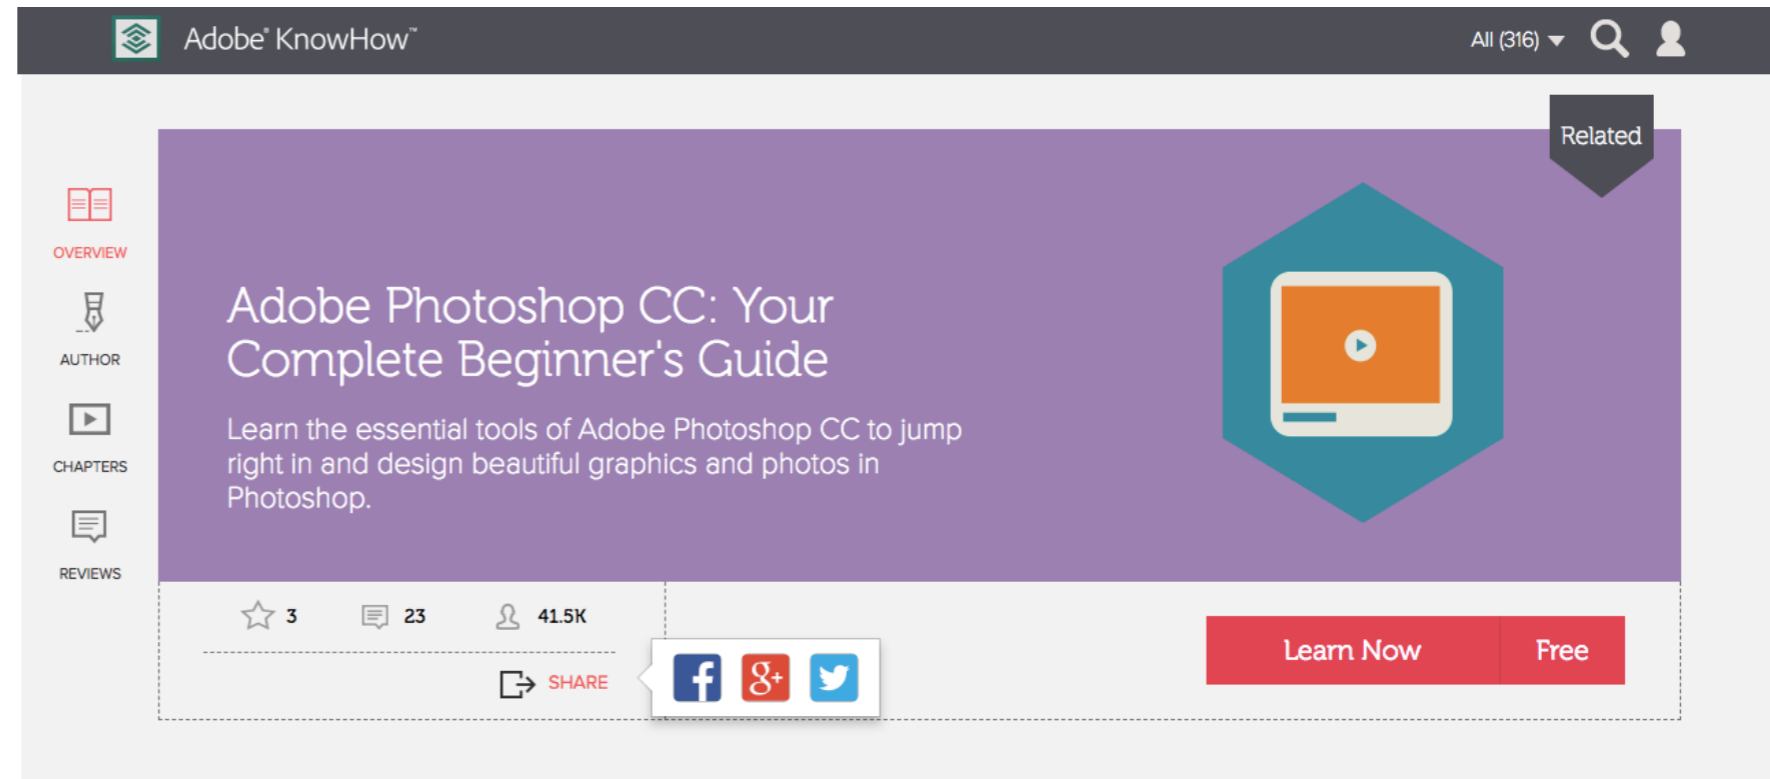 Adobe® KnowHow™
All (316)
Related
OVERVIEW
AUTHOR
CHAPTERS
REVIEWS
Adobe Photoshop CC: Your
Complete Beginner's Guide
Learn the essential tools of Adobe Photoshop CC to jump
right in and design beautiful graphics and photos in
Photoshop.
3 23 41.5K
SHARE
f g+
Learn Now Free